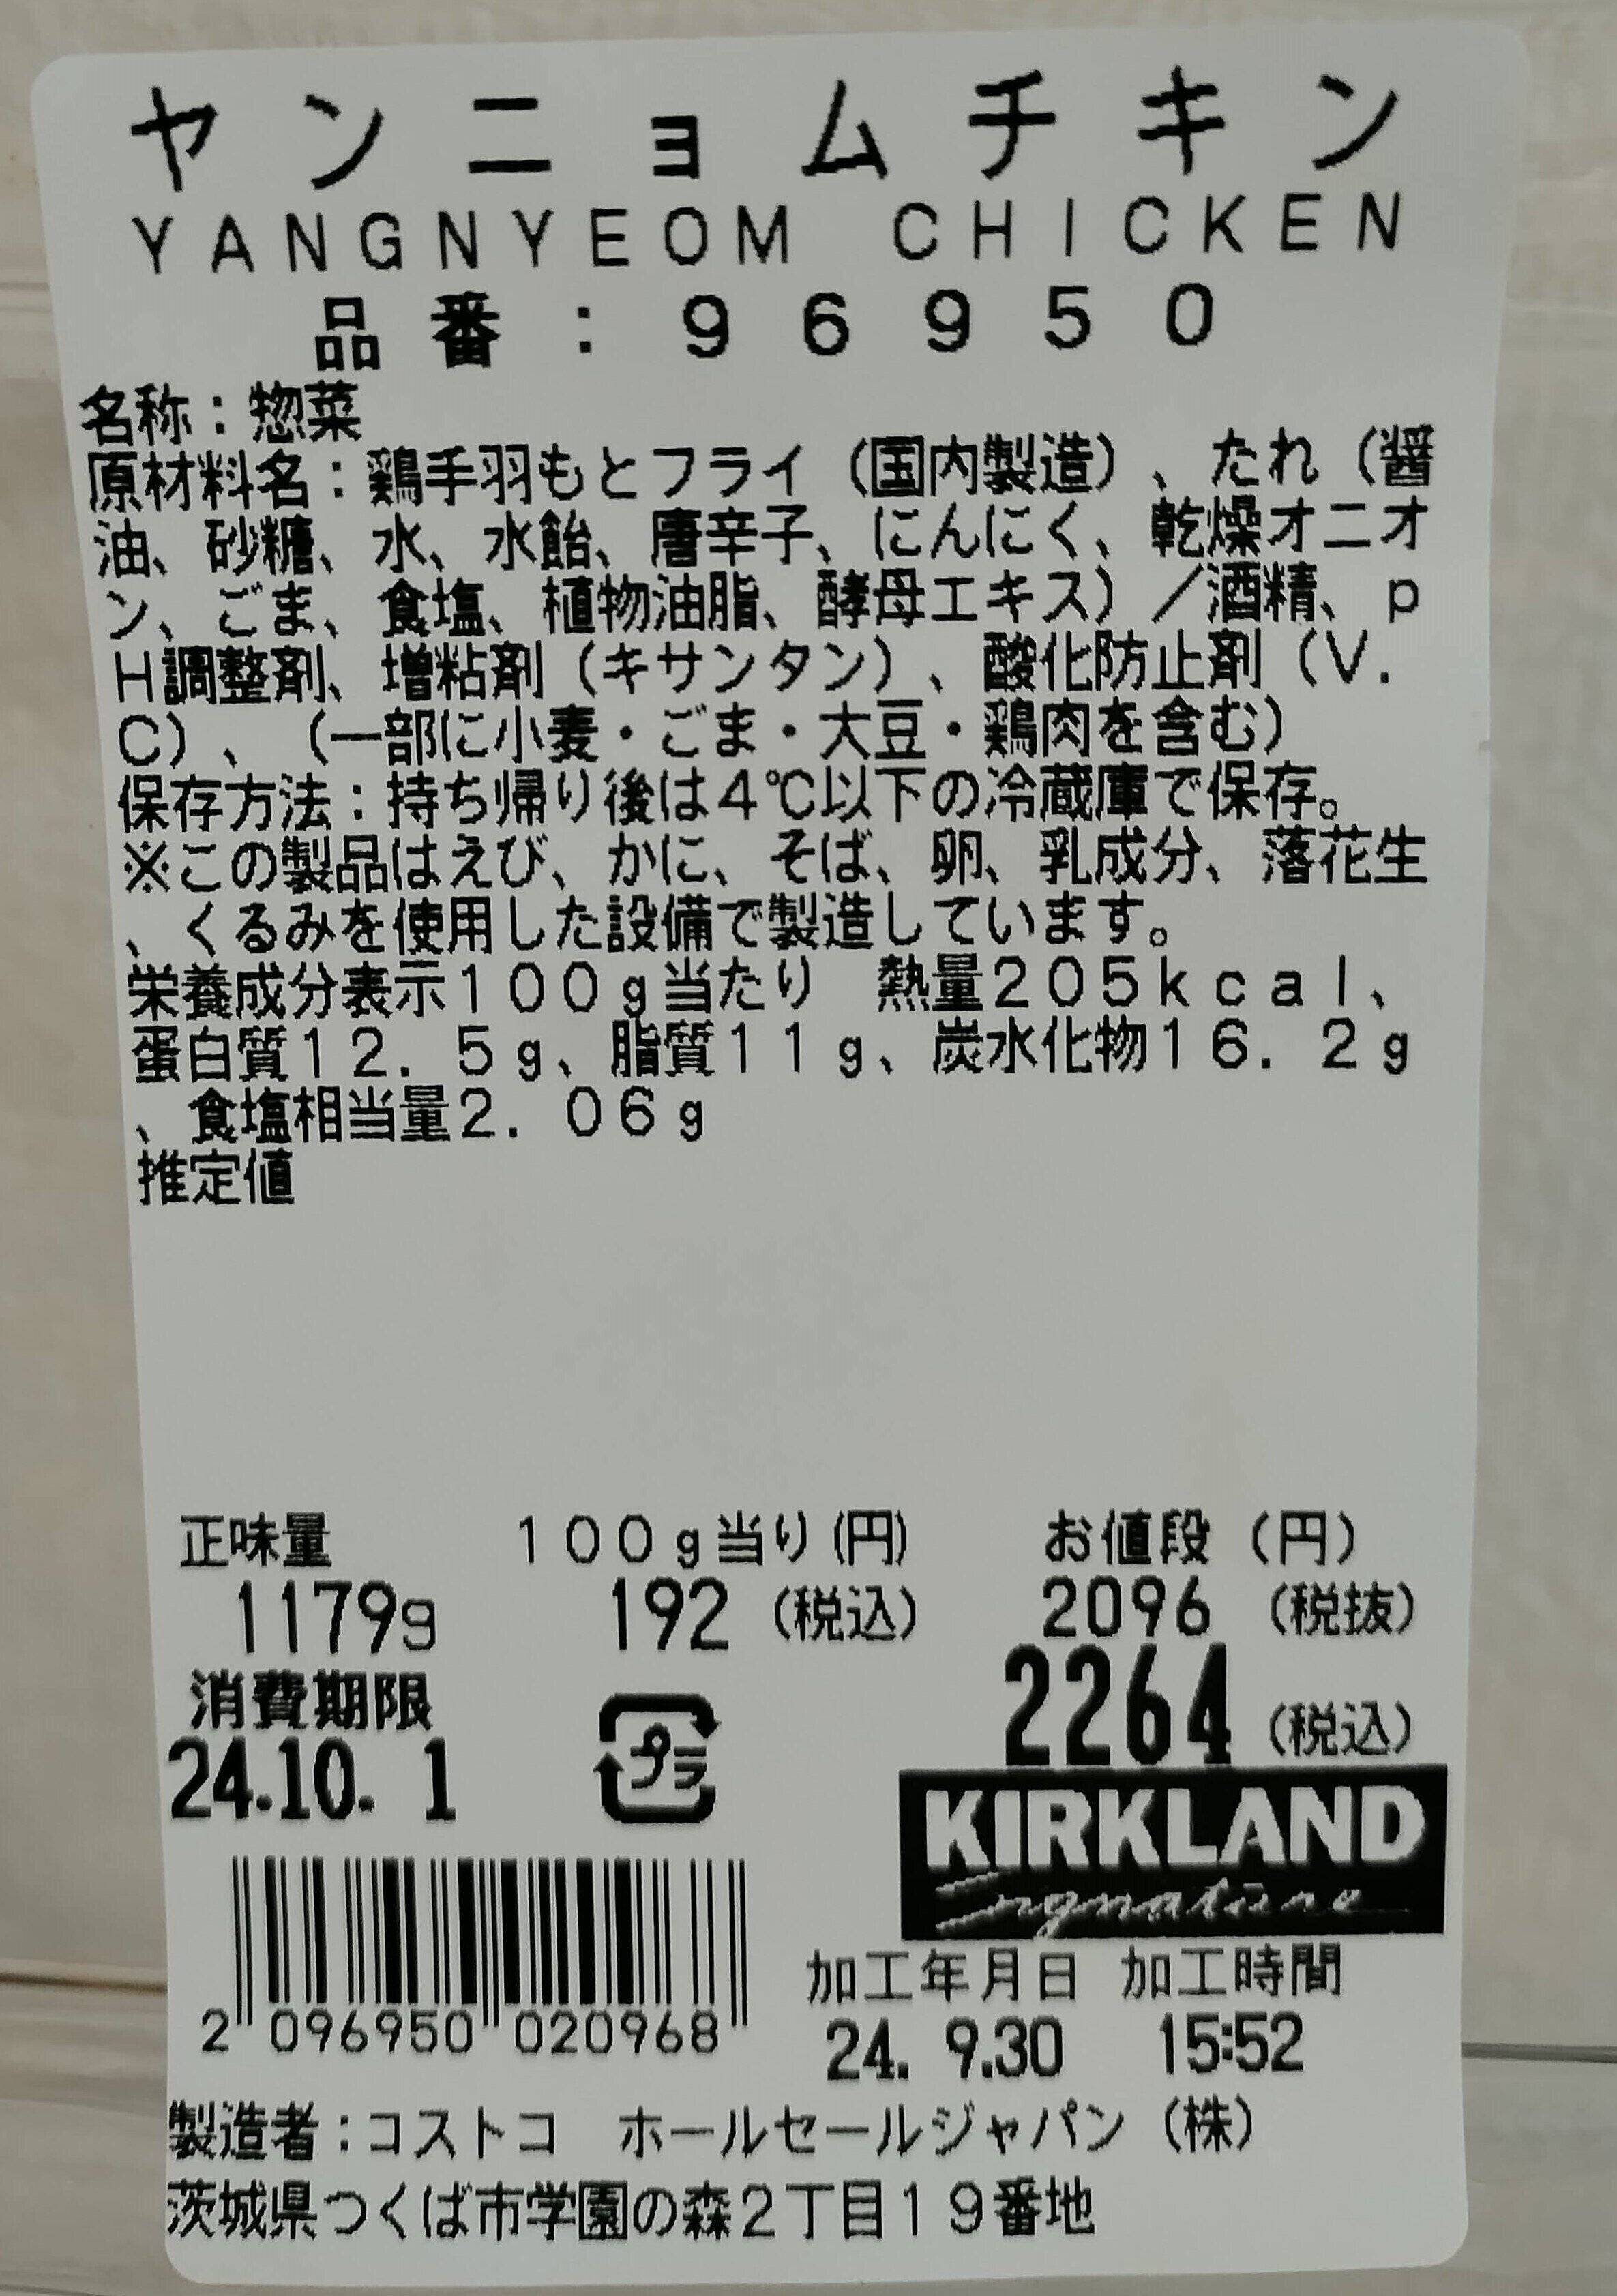 ヤンニョムチキン
YANGNYEOM CHICKEN
品番：96950
名称：惣菜
原材料名：鶏手羽もとフライ（国内製造）、たれ（醤
油、砂糖、水、水飴、唐辛子、にんにく、乾燥オニオ
ン、ごま、食塩、植物油脂、酵母エキス）／酒精、p
H調整剤、増粘剤（キサンタン）、酸化防止剤（V.
C）、（一部に小麦・ごま・大豆・鶏肉を含む）
保存方法：持ち帰り後は4℃以下の冷蔵庫で保存。
※この製品はえび、かに、そば、卵、乳成分、落花生
、くるみを使用した設備で製造しています。
栄養成分表示100g当たり　熱量205kcal、
蛋白質12.5g、脂質11g、炭水化物16.2g
、食塩相当量2.06g
推定値
正味量 100g当り(円) お値段（円）
1179g 192（税込） 2096（税抜）
2264（税込）
消費期限
24.10. 1
プラ
KIRKLAND
Signature
加工年月日 加工時間
24. 9.30 15:52
2 096950 020968
製造者：コストコ　ホールセールジャパン（株）
茨城県つくば市学園の森2丁目19番地